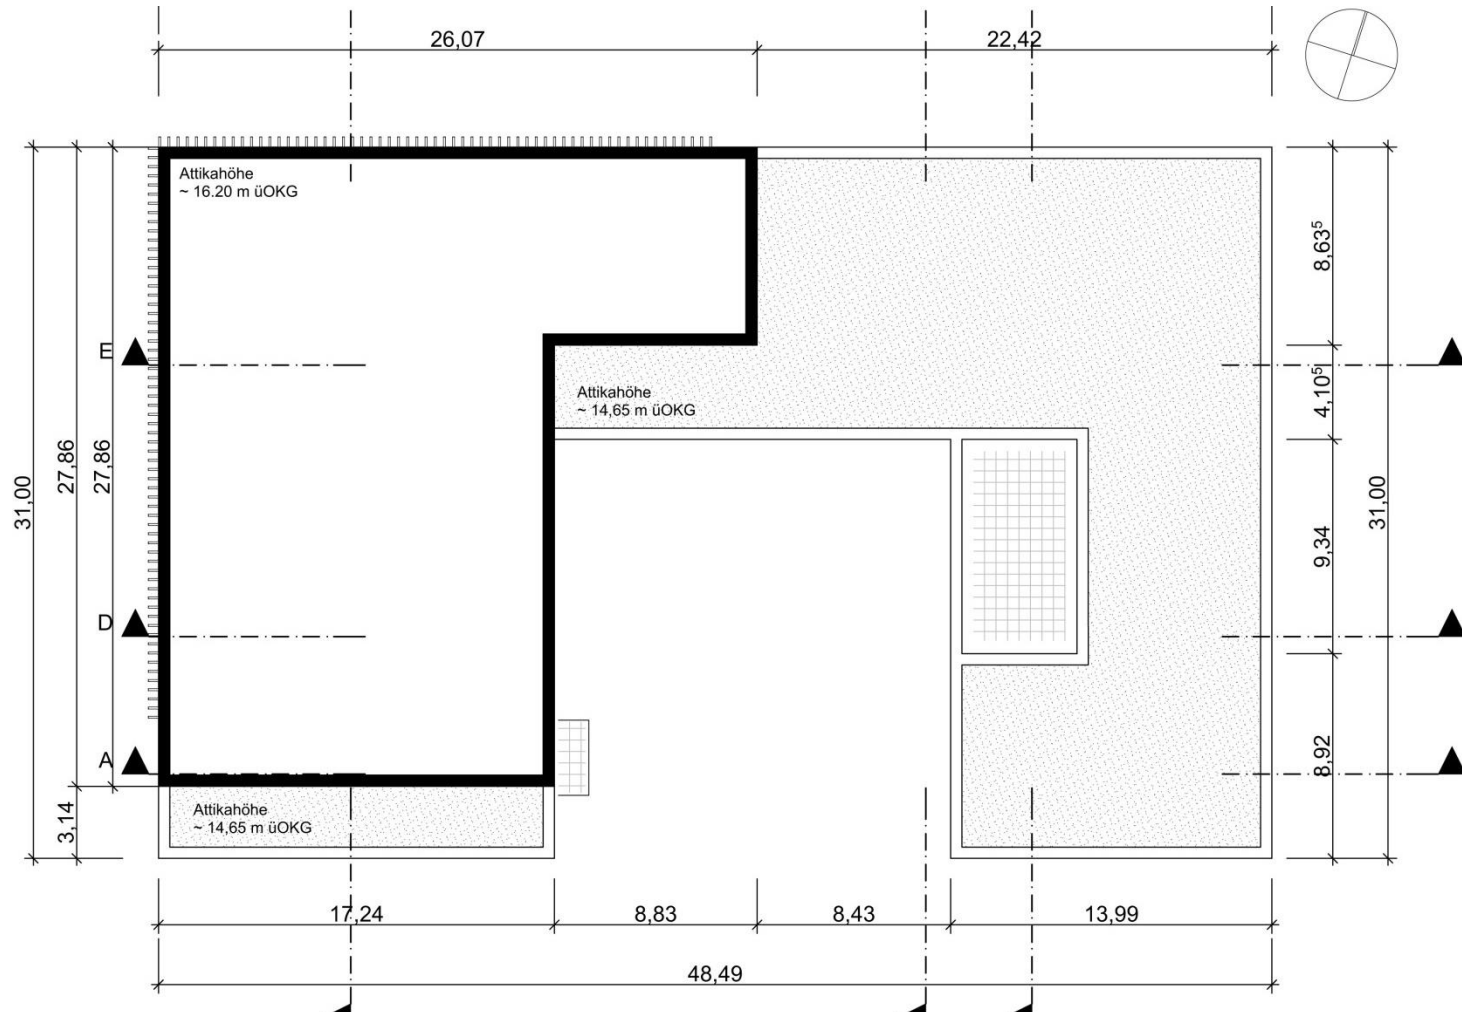 26,07
22,42
Attikahöhe
~ 16.20 m üOKG
8,63⁵
E
Attikahöhe
~ 14,65 m üOKG
4,10⁵
31,00
27,86
27,86
9,34
31,00
D
A
8,92
3,14
Attikahöhe
~ 14,65 m üOKG
17,24
8,83
8,43
13,99
48,49